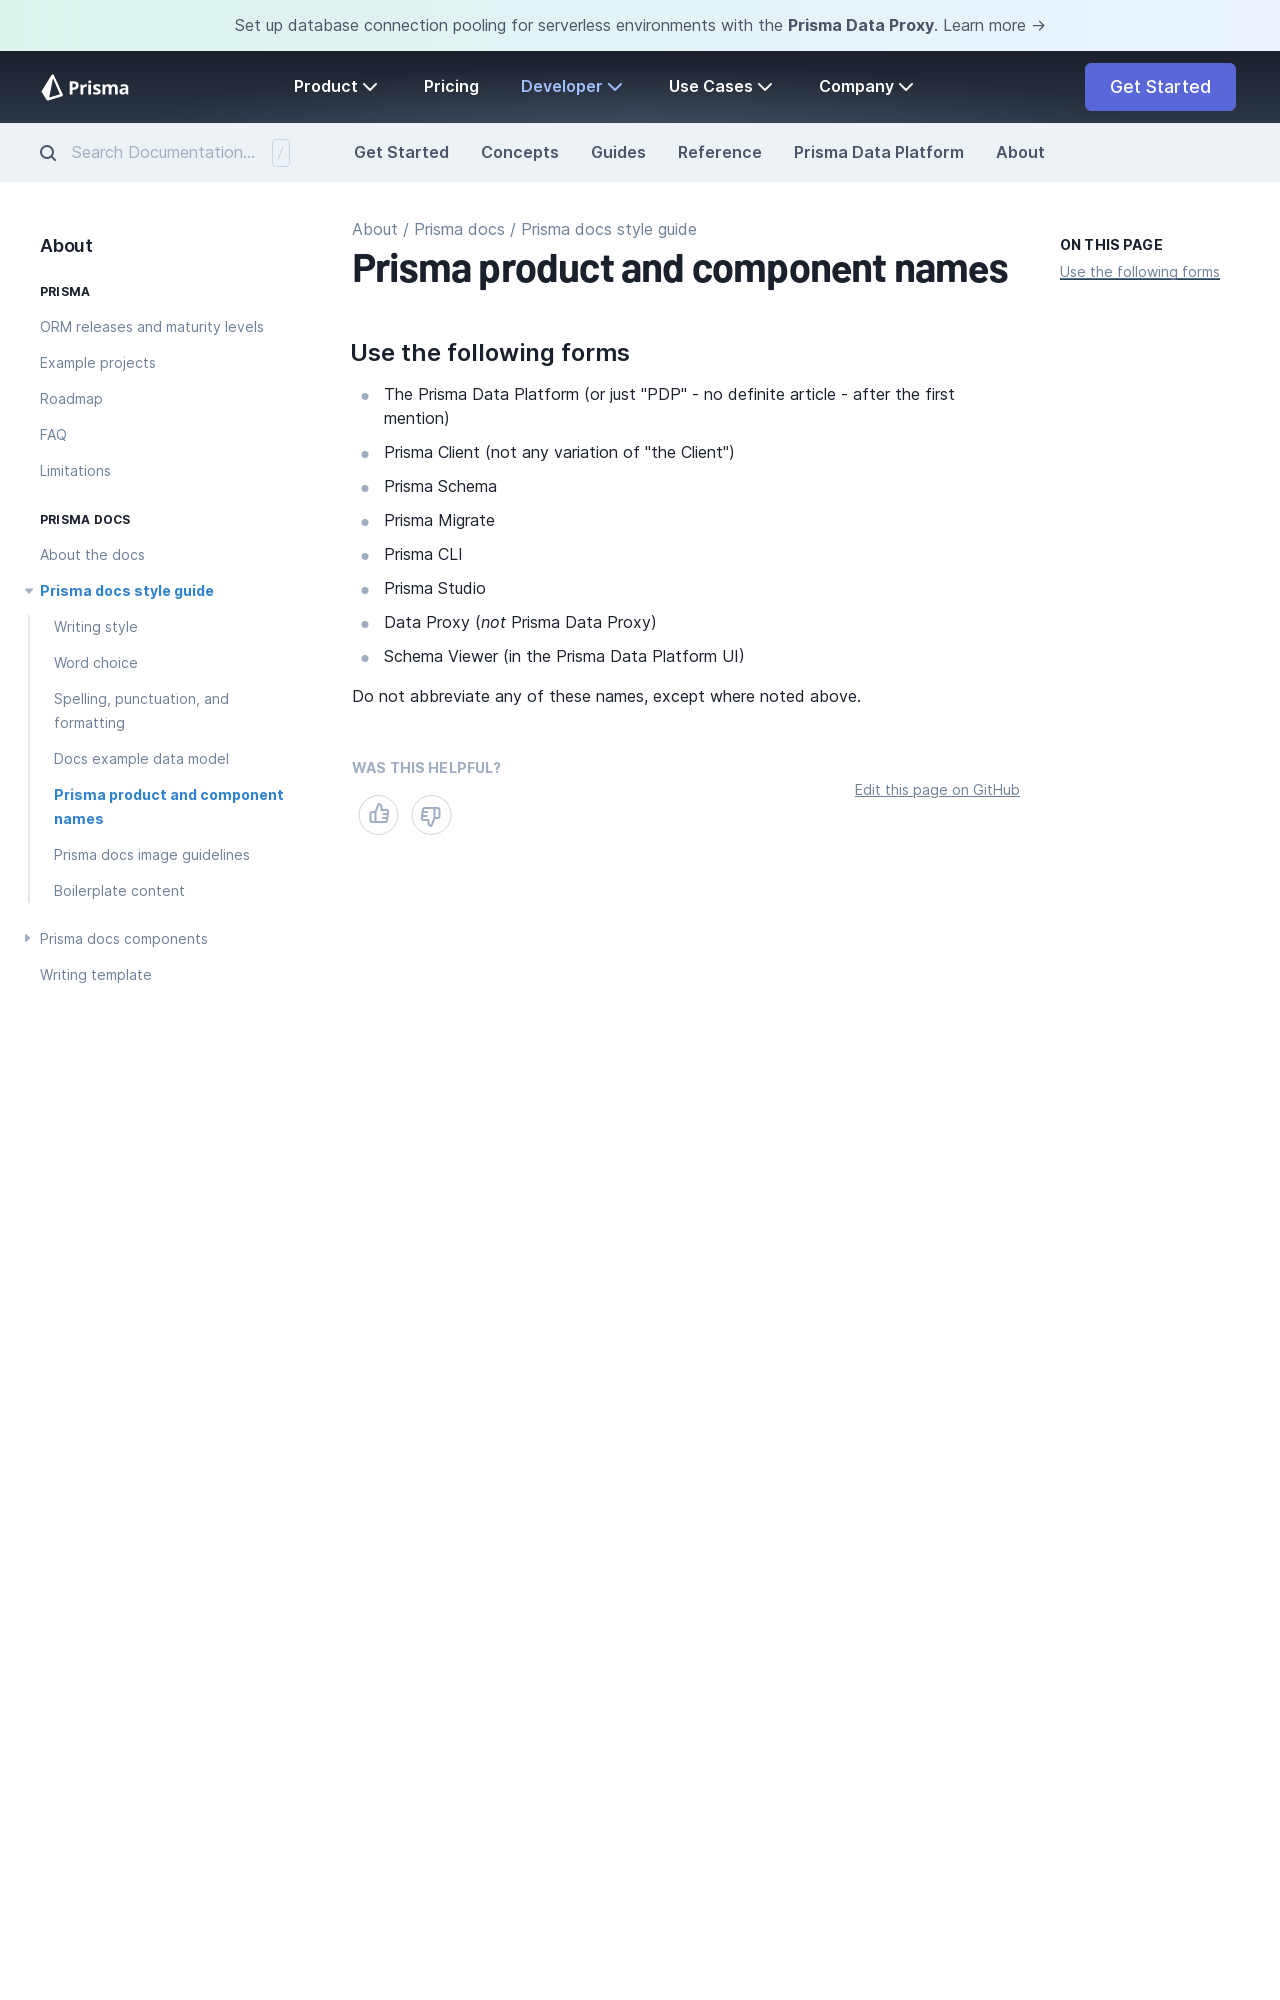 Set up database connection pooling for serverless environments with the Prisma Data Proxy. Learn more →
Prisma
Product
Pricing
Developer
Use Cases
Company
Get Started
Search Documentation...
/
Get Started
Concepts
Guides
Reference
Prisma Data Platform
About
About
PRISMA
ORM releases and maturity levels
Example projects
Roadmap
FAQ
Limitations
PRISMA DOCS
About the docs
Prisma docs style guide
Writing style
Word choice
Spelling, punctuation, and
formatting
Docs example data model
Prisma product and component
names
Prisma docs image guidelines
Boilerplate content
Prisma docs components
Writing template
About / Prisma docs / Prisma docs style guide
Prisma product and component names
Use the following forms
The Prisma Data Platform (or just "PDP" - no definite article - after the first
mention)
Prisma Client (not any variation of "the Client")
Prisma Schema
Prisma Migrate
Prisma CLI
Prisma Studio
Data Proxy (not Prisma Data Proxy)
Schema Viewer (in the Prisma Data Platform UI)
Do not abbreviate any of these names, except where noted above.
WAS THIS HELPFUL?
Edit this page on GitHub
ON THIS PAGE
Use the following forms